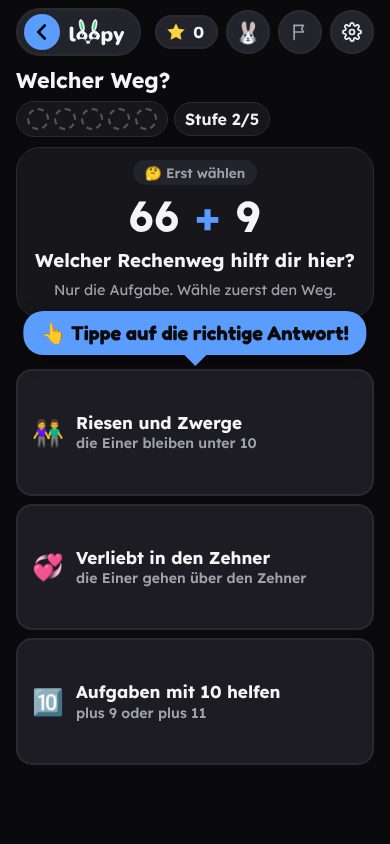 loopy
0
Welcher Weg?
Stufe 2/5
Erst wählen
66 + 9
Welcher Rechenweg hilft dir hier?
Nur die Aufgabe. Wähle zuerst den Weg.
Tippe auf die richtige Antwort!
Riesen und Zwerge
die Einer bleiben unter 10
Verliebt in den Zehner
die Einer gehen über den Zehner
10
Aufgaben mit 10 helfen
plus 9 oder plus 11